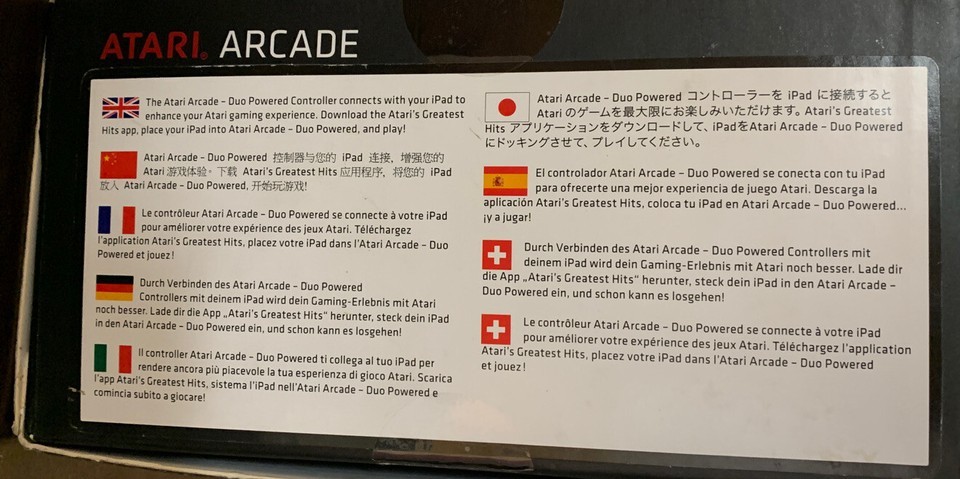 ATARI® ARCADE
The Atari Arcade – Duo Powered Controller connects with your iPad to
enhance your Atari gaming experience. Download the Atari's Greatest
Hits app, place your iPad into Atari Arcade – Duo Powered, and play!
Atari Arcade – Duo Powered 控制器与您的 iPad 连接, 增强您的
Atari 游戏体验。下载 Atari's Greatest Hits 应用程序, 将您的 iPad
放入 Atari Arcade – Duo Powered, 开始玩游戏!
Le contrôleur Atari Arcade – Duo Powered se connecte à votre iPad
pour améliorer votre expérience des jeux Atari. Téléchargez
l'application Atari's Greatest Hits, placez votre iPad dans l'Atari Arcade – Duo
Powered et jouez!
Durch Verbinden des Atari Arcade – Duo Powered
Controllers mit deinem iPad wird dein Gaming-Erlebnis mit Atari
noch besser. Lade dir die App „Atari's Greatest Hits" herunter, steck dein iPad
in den Atari Arcade – Duo Powered ein, und schon kann es losgehen!
Il controller Atari Arcade – Duo Powered ti collega al tuo iPad per
rendere ancora più piacevole la tua esperienza di gioco Atari. Scarica
l'app Atari's Greatest Hits, sistema l'iPad nell'Atari Arcade – Duo Powered e
comincia subito a giocare!
Atari Arcade – Duo Powered コントローラーを iPad に接続すると
Atari のゲームを最大限にお楽しみいただけます。Atari's Greatest
Hits アプリケーションをダウンロードして、iPadをAtari Arcade – Duo Powered
にドッキングさせて、プレイしてください。
El controlador Atari Arcade – Duo Powered se conecta con tu iPad
para ofrecerte una mejor experiencia de juego Atari. Descarga la
aplicación Atari's Greatest Hits, coloca tu iPad en Atari Arcade – Duo Powered...
¡y a jugar!
Durch Verbinden des Atari Arcade – Duo Powered Controllers mit
deinem iPad wird dein Gaming-Erlebnis mit Atari noch besser. Lade dir
die App „Atari's Greatest Hits" herunter, steck dein iPad in den Atari Arcade –
Duo Powered ein, und schon kann es losgehen!
Le contrôleur Atari Arcade – Duo Powered se connecte à votre iPad
pour améliorer votre expérience des jeux Atari. Téléchargez l'application
Atari's Greatest Hits, placez votre iPad dans l'Atari Arcade – Duo Powered
et jouez!